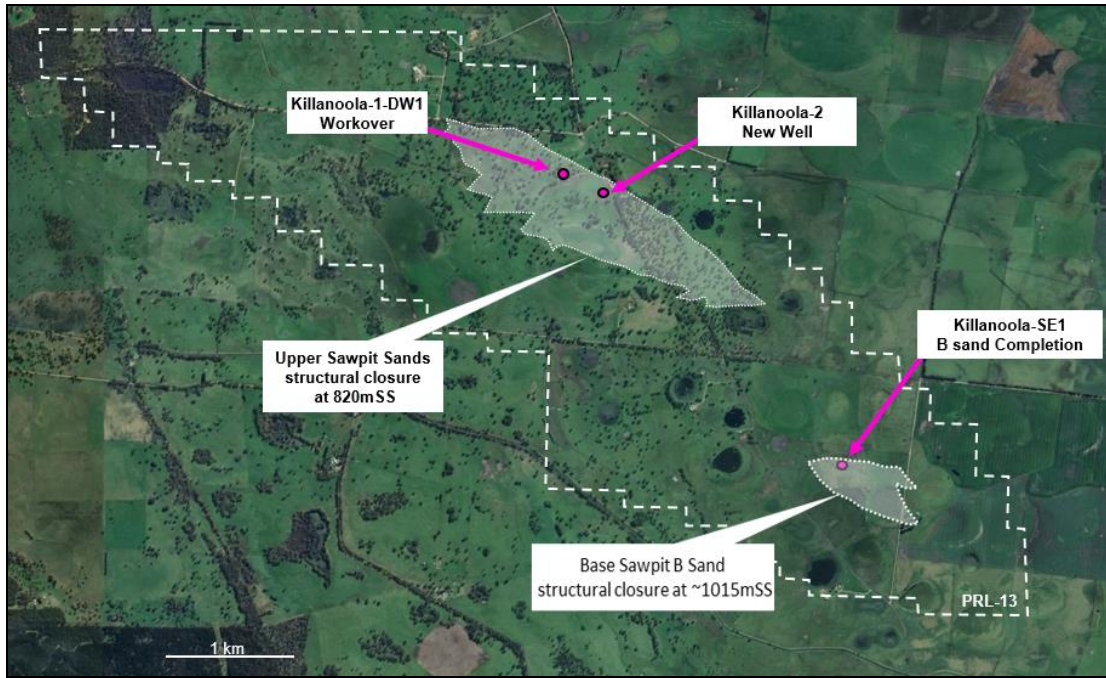 Killanoola-1-DW1
Workover
Killanoola-2
New Well
Upper Sawpit Sands
structural closure
at 820mSS
Killanoola-SE1
B sand Completion
Base Sawpit B Sand
structural closure at ~1015mSS
PRL-13
1 km